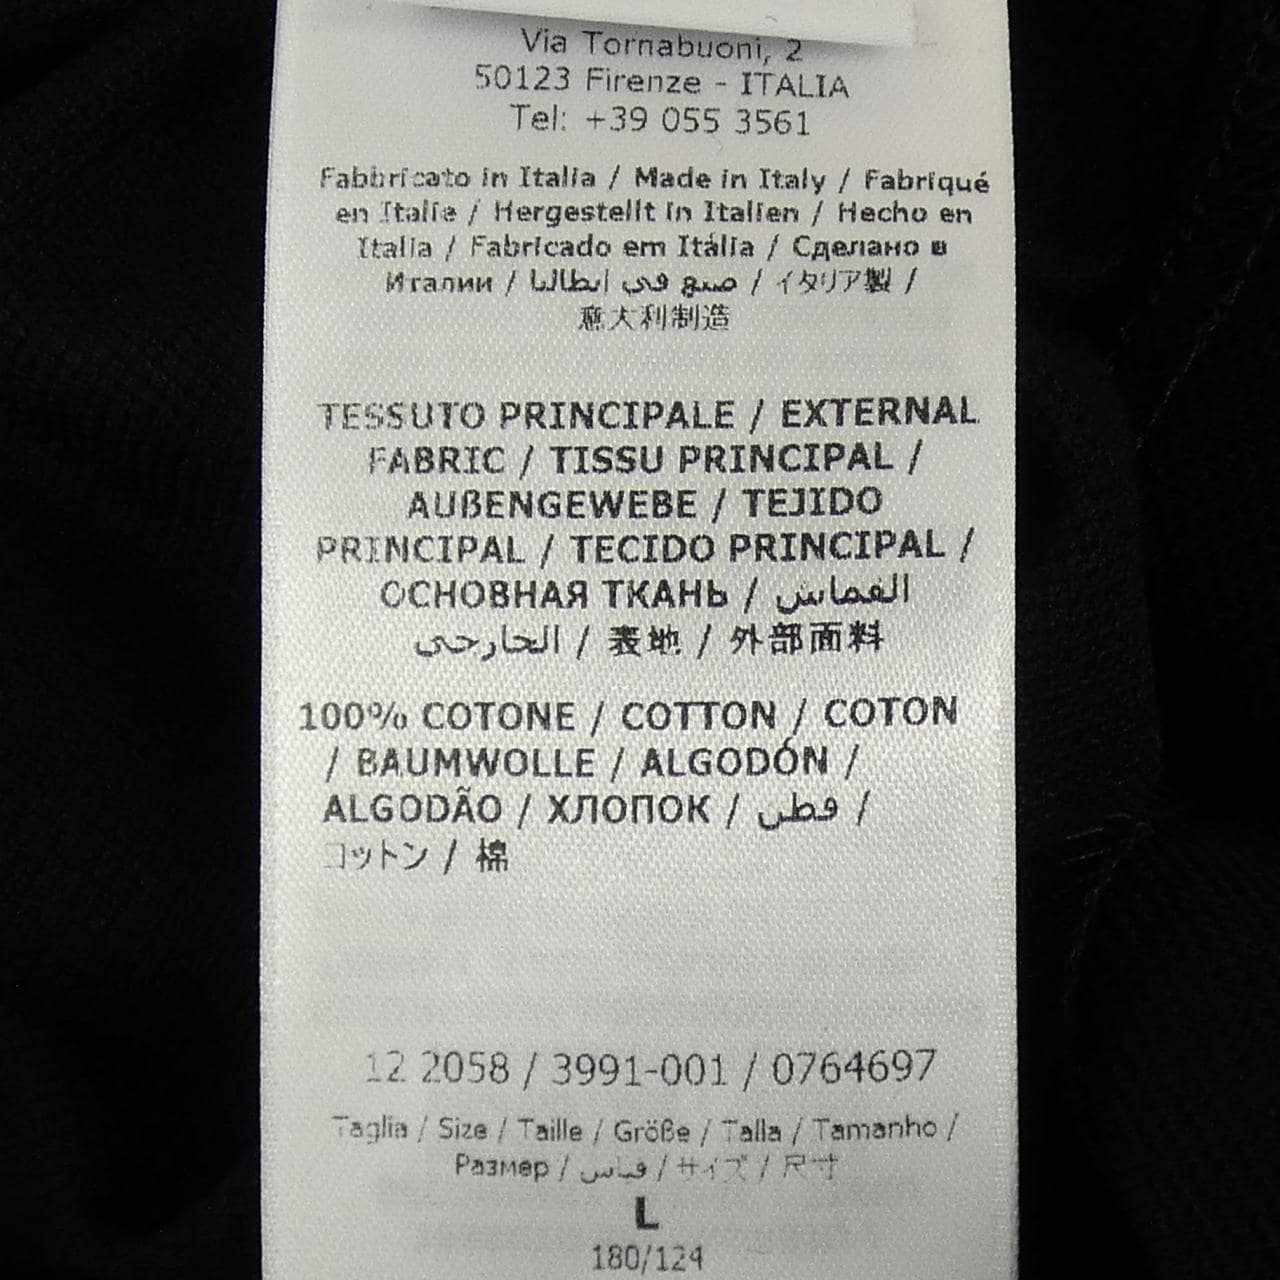 Via Tornabuoni, 2
50123 Firenze - ITALIA
Tel: +39 055 3561
Fabbricato in Italia / Made in Italy / Fabriqué
en Italie / Hergestellt in Italien / Hecho en
Italia / Fabricado em Itália / Сделано в
Италии / صنع في ايطاليا / イタリア製 /
意大利制造
TESSUTO PRINCIPALE / EXTERNAL
FABRIC / TISSU PRINCIPAL /
AUßENGEWEBE / TEJIDO
PRINCIPAL / TECIDO PRINCIPAL /
ОСНОВНАЯ ТКАНЬ / القماش
الخارجي / 表地 / 外部面料
100% COTONE / COTTON / COTON
/ BAUMWOLLE / ALGODÓN /
ALGODÃO / ХЛОПОК / قطن /
コットン / 棉
12 2058 / 3991-001 / 0764697
Taglia / Size / Taille / Größe / Talla / Tamanho /
Размер / قياس / サイズ / 尺寸
L
180/124